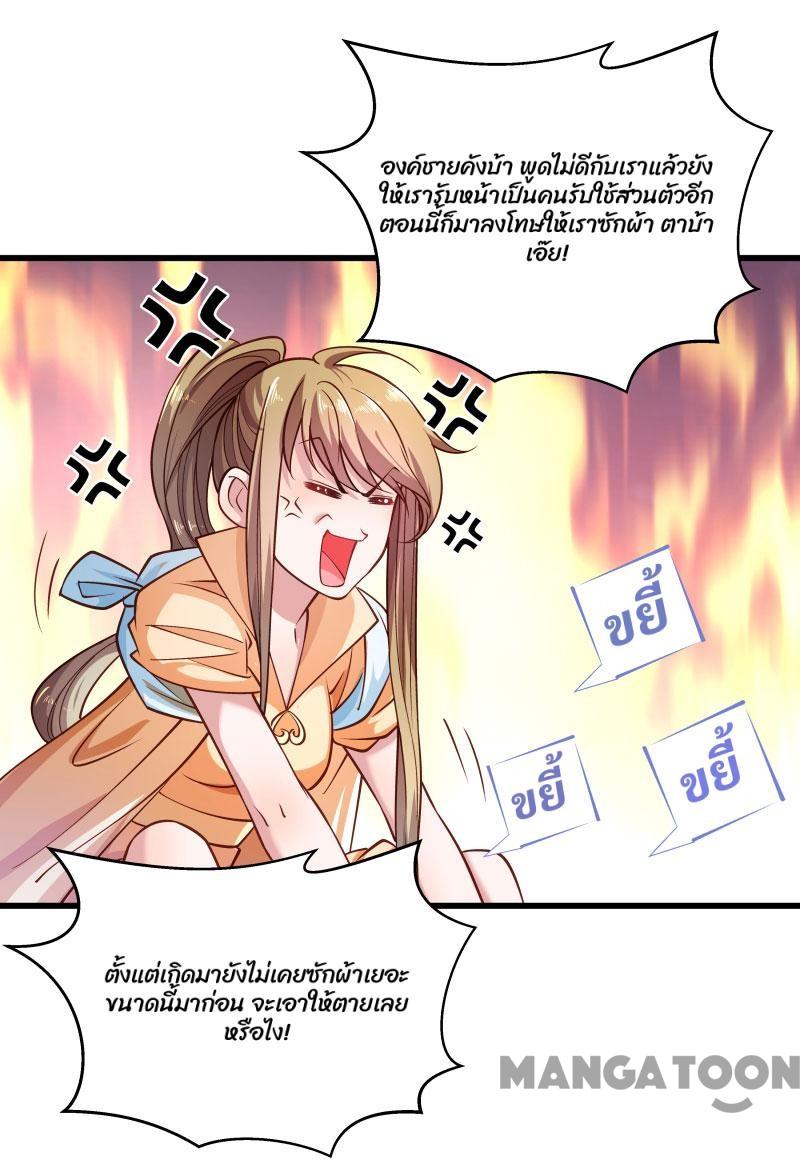 องค์ชายคังบ้า พูดไม่ดีกับเราแล้วยัง
ให้เรารับหน้าเป็นคนรับใช้ส่วนตัวอีก
ตอนนี้ก็มาลงโทษให้เราซักผ้า ตาบ้า
เอ๊ย!
ขยี้
ขยี้
ขยี้
ตั้งแต่เกิดมายังไม่เคยซักผ้าเยอะ
ขนาดนี้มาก่อน จะเอาให้ตายเลย
หรือไง!
MANGATOON